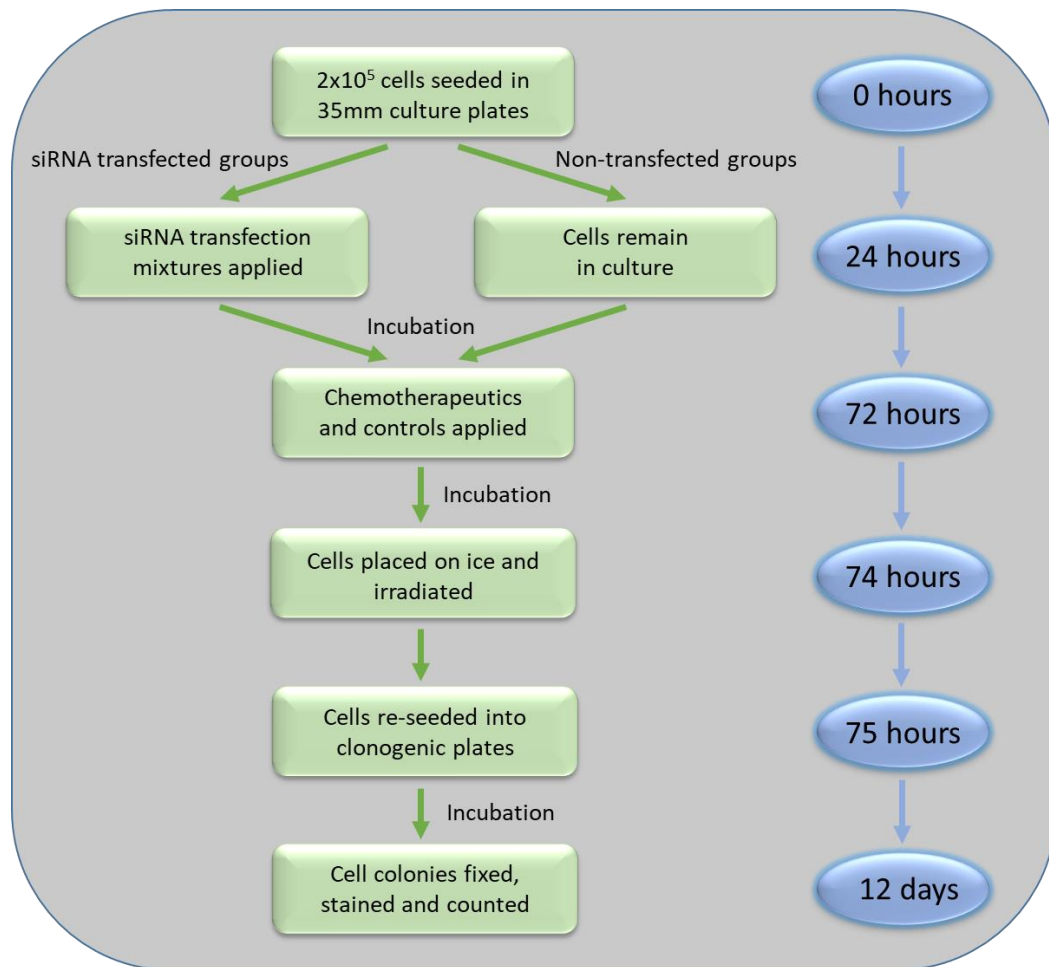 2x10⁵ cells seeded in
35mm culture plates
0 hours
siRNA transfected groups
Non-transfected groups
siRNA transfection
mixtures applied
Cells remain
in culture
24 hours
Incubation
Chemotherapeutics
and controls applied
72 hours
Incubation
Cells placed on ice and
irradiated
74 hours
Cells re-seeded into
clonogenic plates
75 hours
Incubation
Cell colonies fixed,
stained and counted
12 days